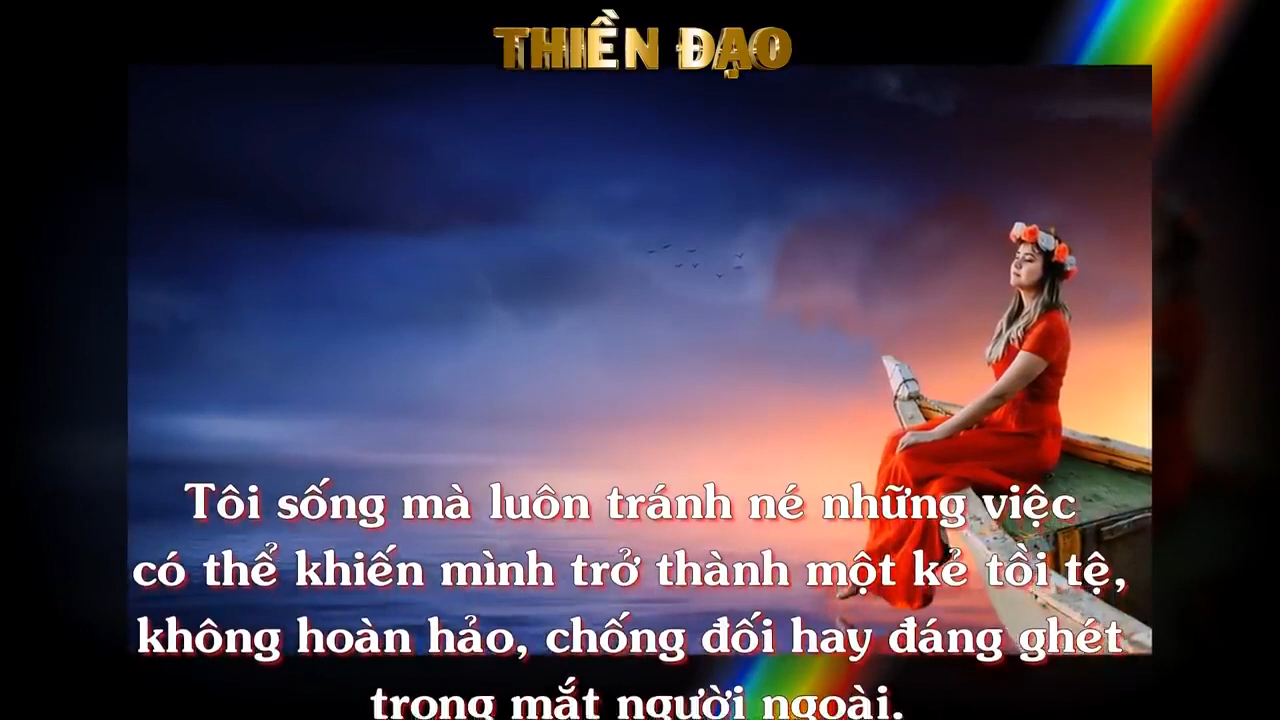 THIỀN ĐẠO
Tôi sống mà luôn tránh né những việc
có thể khiến mình trở thành một kẻ tồi tệ,
không hoàn hảo, chống đối hay đáng ghét
trong mắt người ngoài.